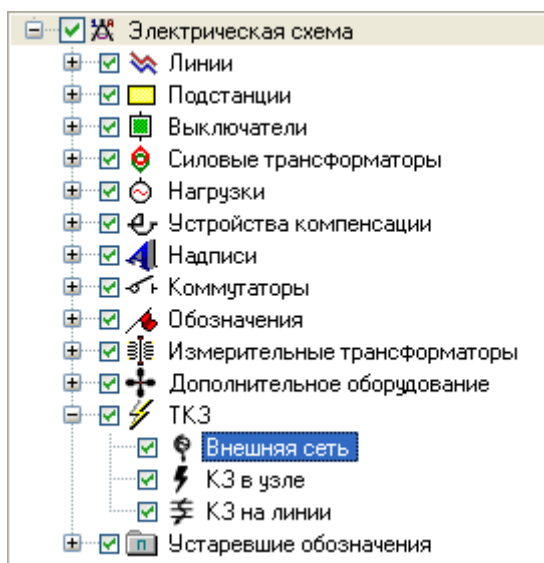 Электрическая схема
Линии
Подстанции
Выключатели
Силовые трансформаторы
Нагрузки
Устройства компенсации
Надписи
Коммутаторы
Обозначения
Измерительные трансформаторы
Дополнительное оборудование
ТКЗ
Внешняя сеть
КЗ в узле
КЗ на линии
Устаревшие обозначения